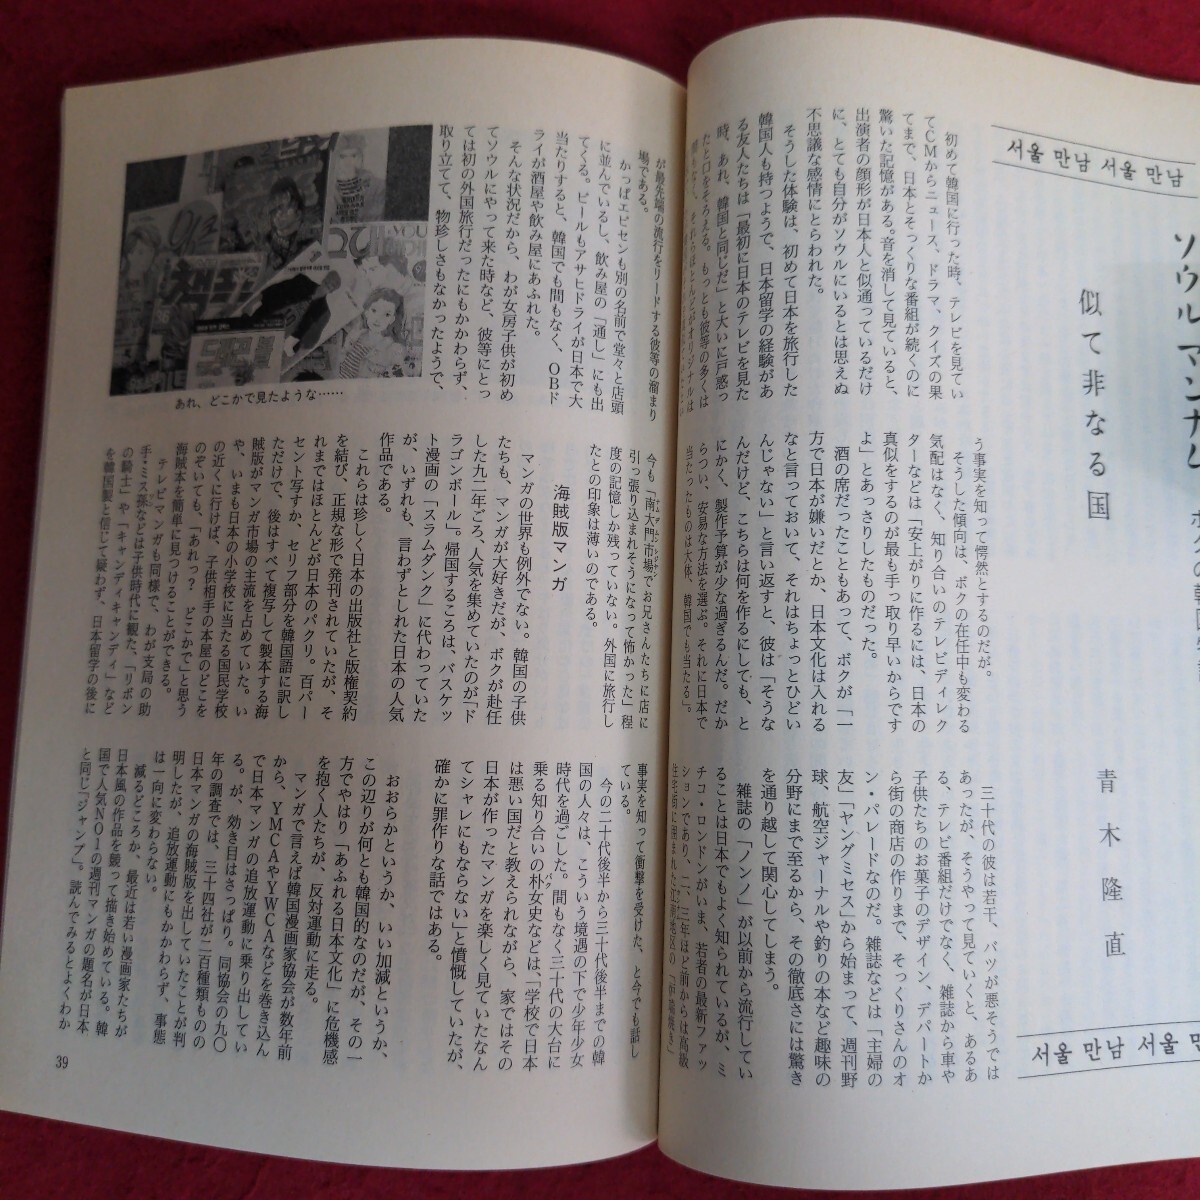 서울 만남 서울 만남
ソウル マンナム
似て非なる国
青木隆直
서울 만남 서울 만
初めて韓国に行った時、テレビを見てい
てCMからニュース、ドラマ、クイズの果
てまで、日本とそっくりな番組が続くのに
驚いた記憶がある。音を消して見ていると、
出演者の顔形が日本人と似通っているだけ
に、とても自分がソウルにいるとは思えぬ
不思議な感情にとらわれた。
そうした体験は、初めて日本を旅行した
韓国人も持つようで、日本留学の経験があ
る友人たちは「最初に日本のテレビを見た
時、あれ、韓国と同じだ」と大いに戸惑っ
たと口をそろえる。もっとも彼等の多くは
間もなく、それらほとんどがオリジナルは
う事実を知って愕然とするのだが。
そうした傾向は、ボクの在任中も変わる
気配はなく、知り合いのテレビディレク
ターなどは「安上がりに作るには、日本の
真似をするのが最も手っ取り早いからです
よ」とあっさりしたものだった。
酒の席だったこともあって、ボクが「一
方で日本が嫌いだとか、日本文化は入れる
なと言っておいて、それはちょっとひどい
んじゃない」と言い返すと、彼は「そうな
んだけど、こちらは何を作るにしても、と
にかく、製作予算が少な過ぎるんだ。だか
らつい、安易な方法を選ぶ。それに日本で
当たったものは大体、韓国でも当たる」。
三十代の彼は若干、バツが悪そうでは
あったが、そうやって見ていくと、あるあ
る、テレビ番組だけでなく、雑誌から車や
子供たちのお菓子のデザイン、デパートか
ら街の商店の作りまで、そっくりさんのオ
ン・パレードなのだ。雑誌などは「主婦の
友」「ヤングミセス」から始まって、週刊野
球、航空ジャーナルや釣りの本など趣味の
分野にまで至るから、その徹底さには驚き
を通り越して関心してしまう。
雑誌の「ノンノ」が以前から流行してい
ることは日本でもよく知られているが、ミ
チコ・ロンドンがいま、若者の最新ファッ
ションであり、二、三年ほど前からは高級
が最先端の流行をリードする彼等の溜まり
場である。
かっぱエビセンも別の名前で堂々と店頭
に並んでいるし、飲み屋の「通し」にも出
てくる。ビールもアサヒドライが日本で大
当たりすると、韓国でも間もなく、OBド
ライが酒屋や飲み屋にあふれた。
そんな状況だから、わが女房子供が初め
てソウルにやって来た時など、彼等にとっ
ては初の外国旅行だったにもかかわらず、
取り立てて、物珍しさもなかったようで、
あれ、どこかで見たような……
今も「南大門市場でお兄さんたちに店に
引っ張り込まれそうになって怖かった」程
度の記憶しか残っていない。外国に旅行し
たとの印象は薄いのである。
海賊版マンガ
マンガの世界も例外でない。韓国の子供
たちも、マンガが大好きだが、ボクが赴任
した九二年ごろ、人気を集めていたのが「ド
ラゴンボール」。帰国するころは、バスケッ
ト漫画の「スラムダンク」に代わっていた
が、いずれも、言わずとしれた日本の人気
作品である。
これらは珍しく日本の出版社と版権契約
を結び、正規な形で発刊されていたが、そ
れまではほとんどが日本のパクリ。百パー
セント写すか、セリフ部分を韓国語に訳し
ただけで、後はすべて複写して製本する海
賊版がマンガ市場の主流を占めていた。い
や、いまも日本の小学校に当たる国民学校
の近くに行けば、子供相手の本屋のどこを
のぞいても、「あれっ？　どこかで」と思う
海賊本を簡単に見つけることができる。
テレビマンガも同様で、わが支局の助
手・ミス孫などは子供時代に観た、「リボン
の騎士」や「キャンディキャンディ」など
を韓国製と信じて疑わず、日本留学の後に
事実を知って衝撃を受けた、と今でも話し
ている。
今の二十代後半から三十代後半までの韓
国の人々は、こういう境遇の下で少年少女
時代を過ごした。間もなく三十代の大台に
乗る知り合いの朴女史などは、「学校で日本
は悪い国だと教えられながら、家ではその
日本が作ったマンガを楽しく見ていたなん
てシャレにもならない」と憤慨していたが、
確かに罪作りな話ではある。
おおらかというか、いい加減というか、
この辺りが何とも韓国的なのだが、その一
方でやはり「あふれる日本文化」に危機感
を抱く人たちが、反対運動に走る。
マンガで言えば韓国漫画家協会が数年前
から、YMCAやYWCAなどを巻き込ん
で日本マンガの追放運動に乗り出してい
る。が、効き目はさっぱり。同協会の九〇
年の調査では、三十四社が二百種類ものの
日本マンガの海賊版を出していたことが判
明したが、追放運動にもかかわらず、事態
は一向に変わらない。
減るどころか、最近は若い漫画家たちが
日本風の作品を競って描き始めている。韓
国で人気NO1の週刊マンガの題名が日本
と同じ「ジャンプ」。読んでみるとよくわか
39